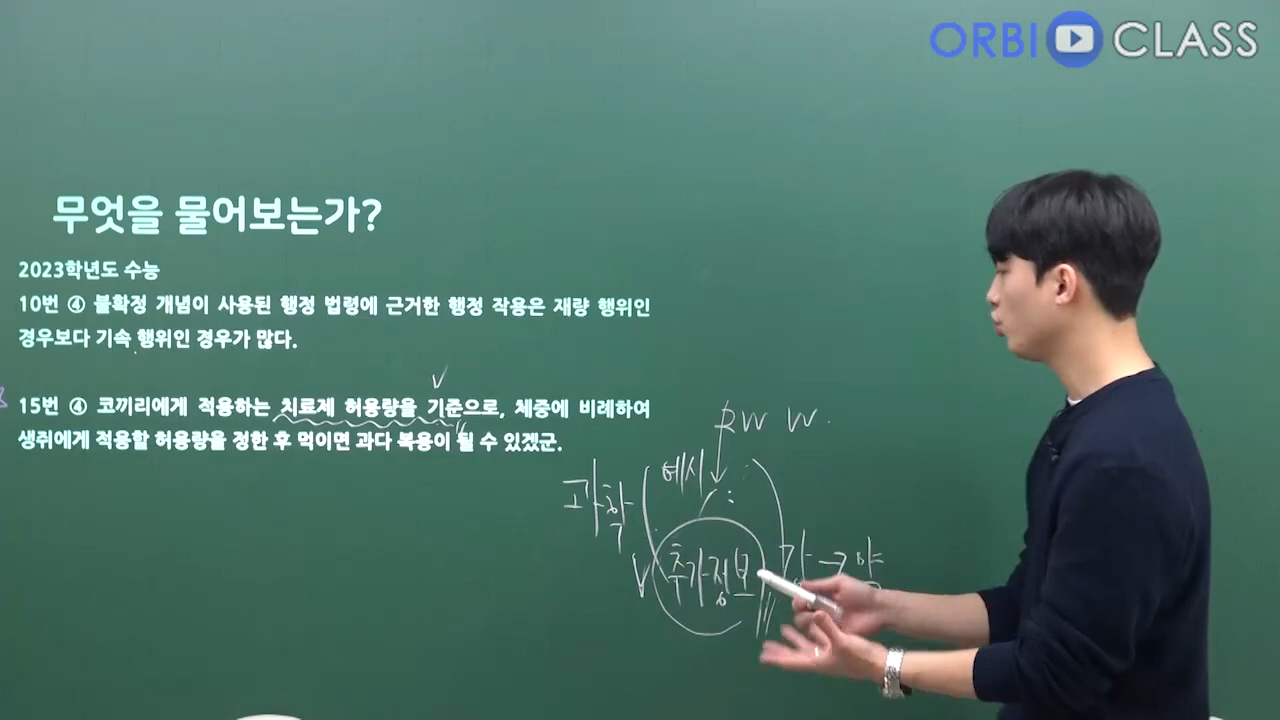 ORBI CLASS
무엇을 물어보는가?
2023학년도 수능
10번 ④ 불확정 개념이 사용된 행정 법령에 근거한 행정 작용은 재량 행위인
경우보다 기속 행위인 경우가 많다.
15번 ④ 코끼리에게 적용하는 치료제 허용량을 기준으로, 체중에 비례하여
생쥐에게 적용할 허용량을 정한 후 먹이면 과다 복용이 될 수 있겠군.
RW W
예시
과학
추가정보